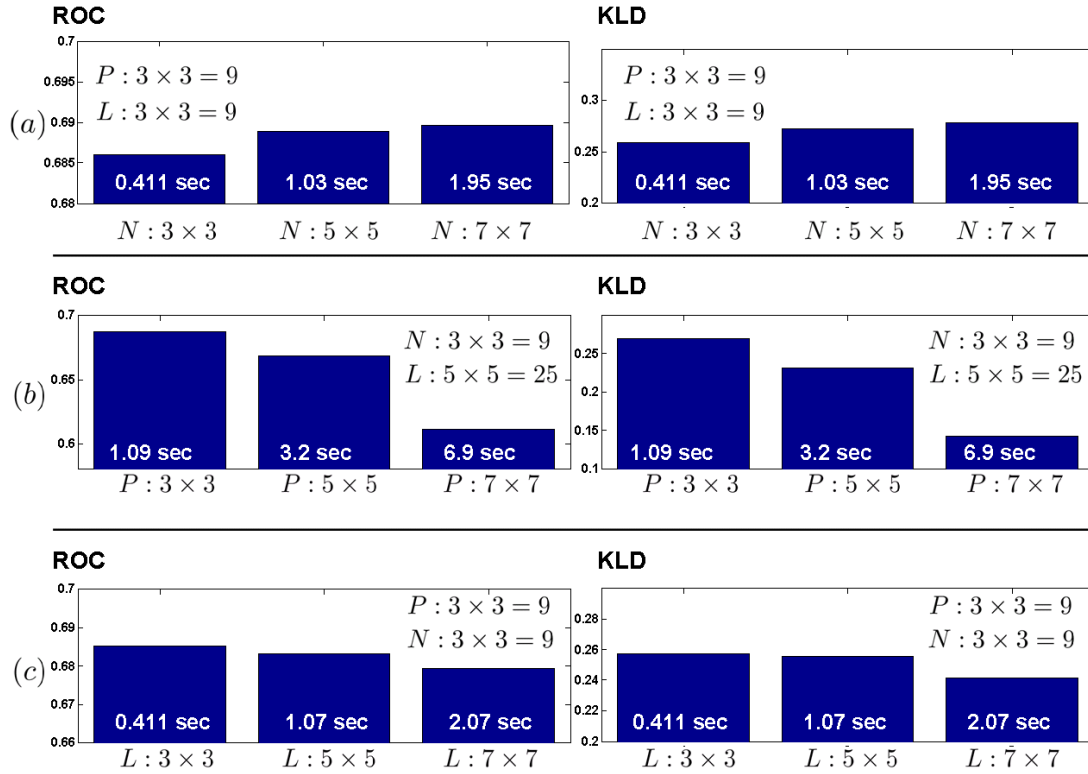 ROC
KLD
(a)
0.7
0.695
0.69
0.685
0.68
P : 3 × 3 = 9
L : 3 × 3 = 9
0.411 sec
1.03 sec
1.95 sec
N : 3 × 3
N : 5 × 5
N : 7 × 7
0.3
0.25
0.2
P : 3 × 3 = 9
L : 3 × 3 = 9
0.411 sec
1.03 sec
1.95 sec
N : 3 × 3
N : 5 × 5
N : 7 × 7
ROC
KLD
(b)
0.7
0.65
0.6
N : 3 × 3 = 9
L : 5 × 5 = 25
1.09 sec
3.2 sec
6.9 sec
P : 3 × 3
P : 5 × 5
P : 7 × 7
0.25
0.2
0.15
0.1
N : 3 × 3 = 9
L : 5 × 5 = 25
1.09 sec
3.2 sec
6.9 sec
P : 3 × 3
P : 5 × 5
P : 7 × 7
ROC
KLD
(c)
0.7
0.69
0.68
0.67
0.66
P : 3 × 3 = 9
N : 3 × 3 = 9
0.411 sec
1.07 sec
2.07 sec
L : 3 × 3
L : 5 × 5
L : 7 × 7
0.28
0.26
0.24
0.22
0.2
P : 3 × 3 = 9
N : 3 × 3 = 9
0.411 sec
1.07 sec
2.07 sec
L : 3 × 3
L : 5 × 5
L : 7 × 7